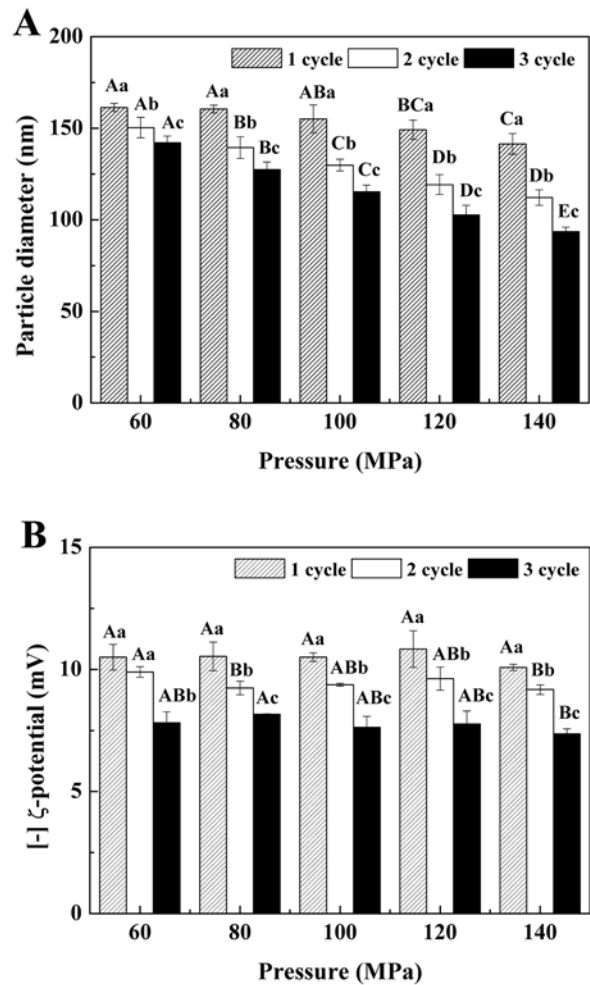 A
200
1 cycle 2 cycle 3 cycle
Aa Ab Ac Aa Bb Bc ABa Cb Cc BCa Db Dc Ca Db Ec
150
100
50
0
Particle diameter (nm)
60 80 100 120 140
Pressure (MPa)
B
15
1 cycle 2 cycle 3 cycle
Aa Aa ABb Aa Bb Ac Aa ABb ABc Aa ABb ABc Aa Bb Bc
10
5
0
[-] ζ-potential (mV)
60 80 100 120 140
Pressure (MPa)